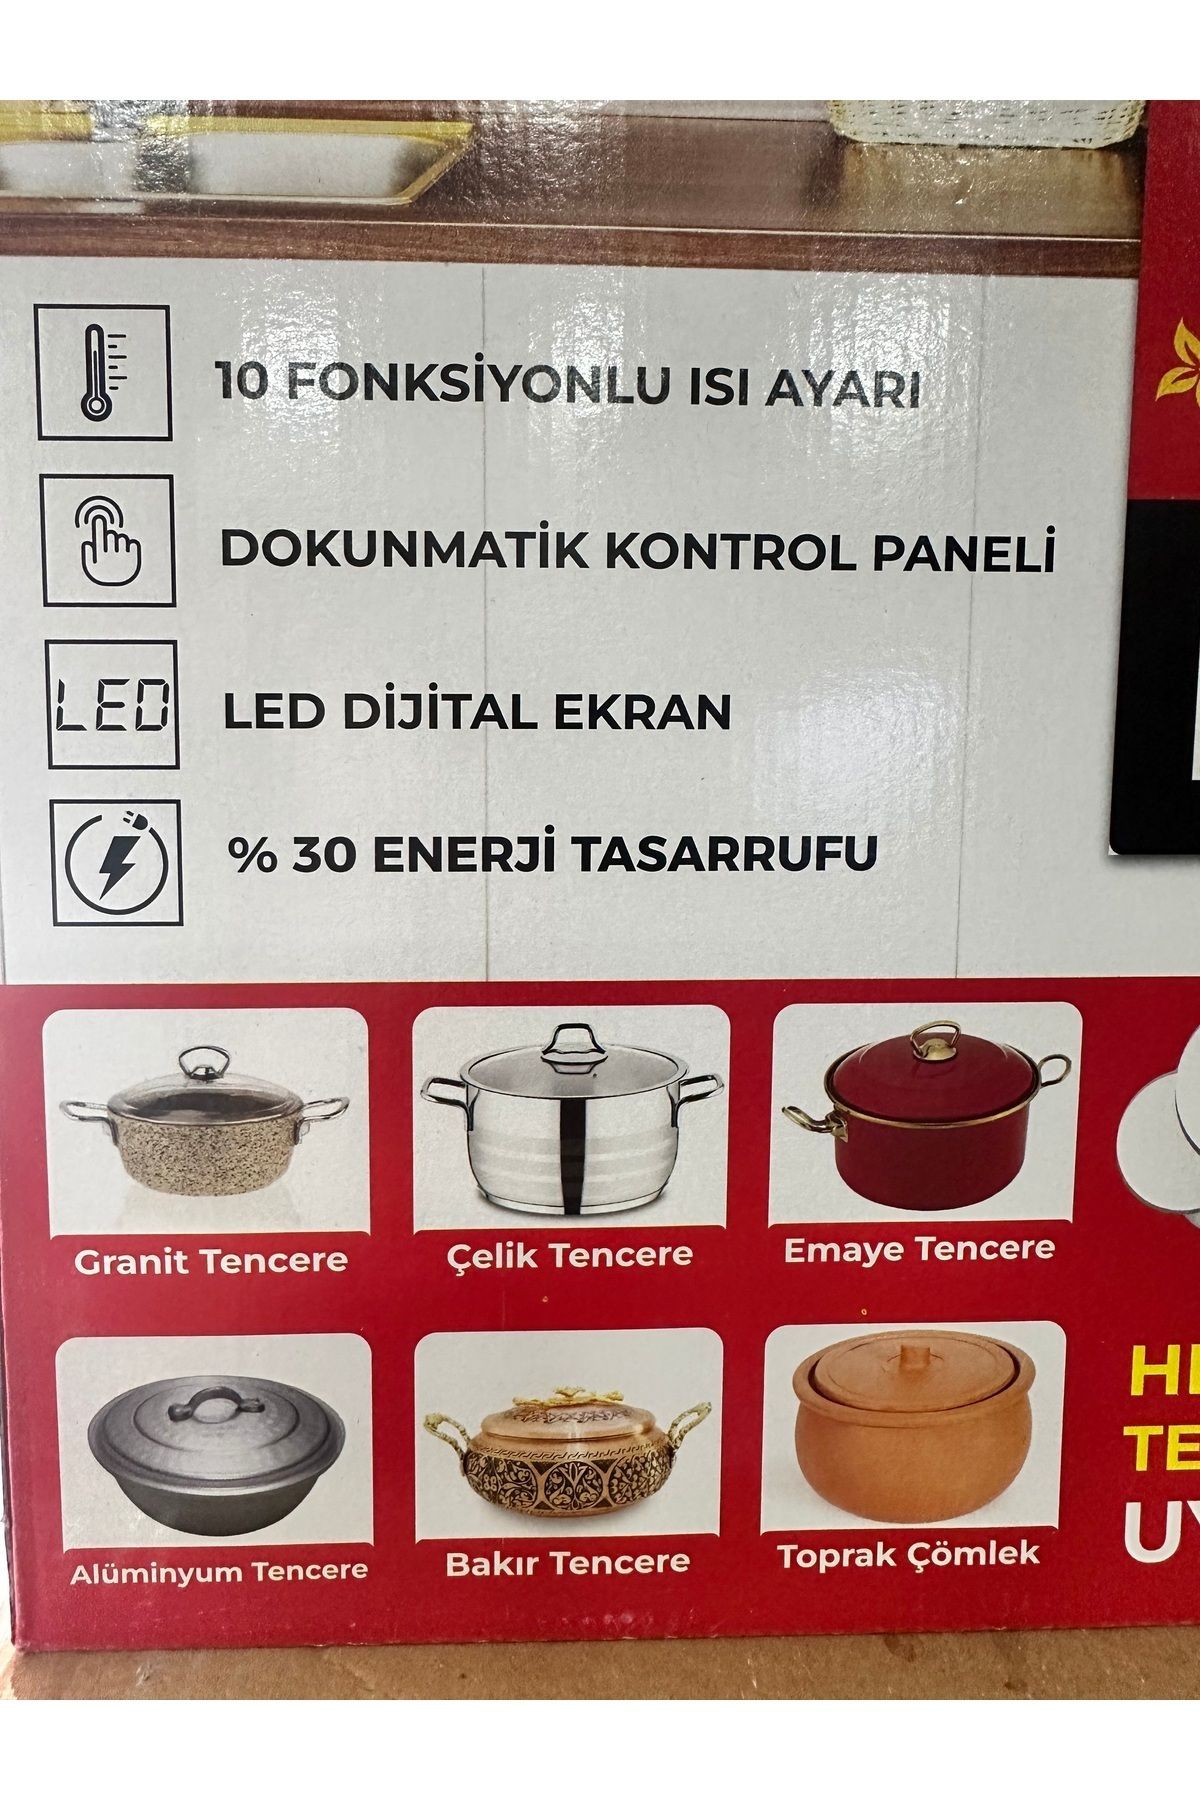 10 FONKSİYONLU ISI AYARI
DOKUNMATİK KONTROL PANELİ
LED
LED DİJİTAL EKRAN
% 30 ENERJİ TASARRUFU
Granit Tencere
Çelik Tencere
Emaye Tencere
Alüminyum Tencere
Bakır Tencere
Toprak Çömlek